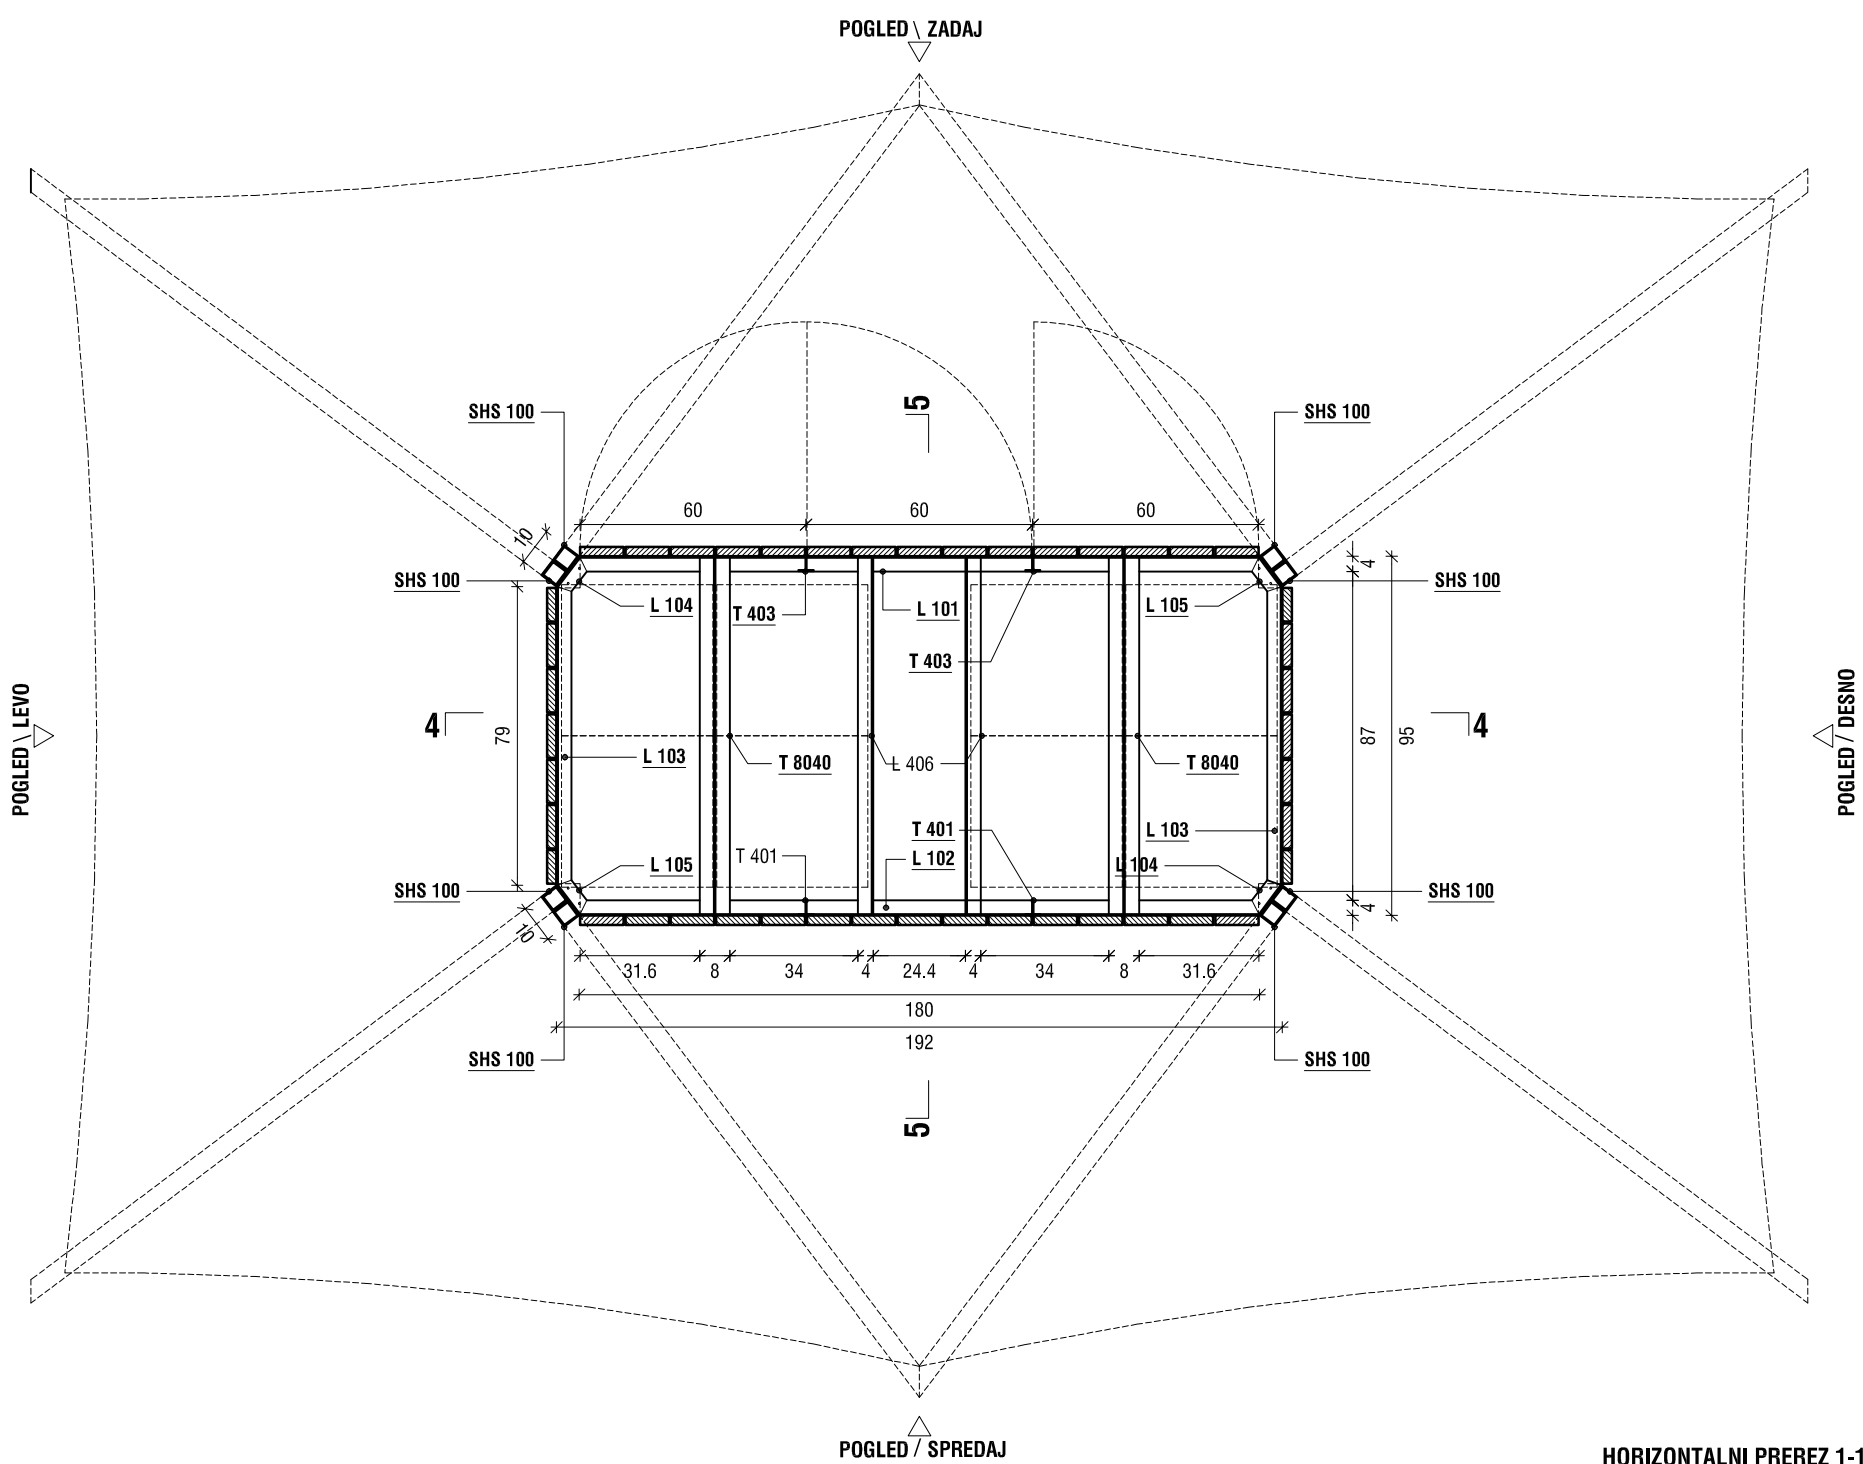 POGLED \ ZADAJ
SHS 100
5
SHS 100
60
60
60
10
4
SHS 100
SHS 100
L 104
T 403
L 101
L 105
T 403
POGLED \ LEVO
4
79
L 103
T 8040
L 406
T 8040
87
95
4
POGLED / DESNO
T 401
L 103
L 105
T 401
L 102
L 104
SHS 100
SHS 100
10
4
31.6
8
34
4
24.4
4
34
8
31.6
180
192
SHS 100
SHS 100
5
POGLED / SPREDAJ
HORIZONTALNI PREREZ 1-1